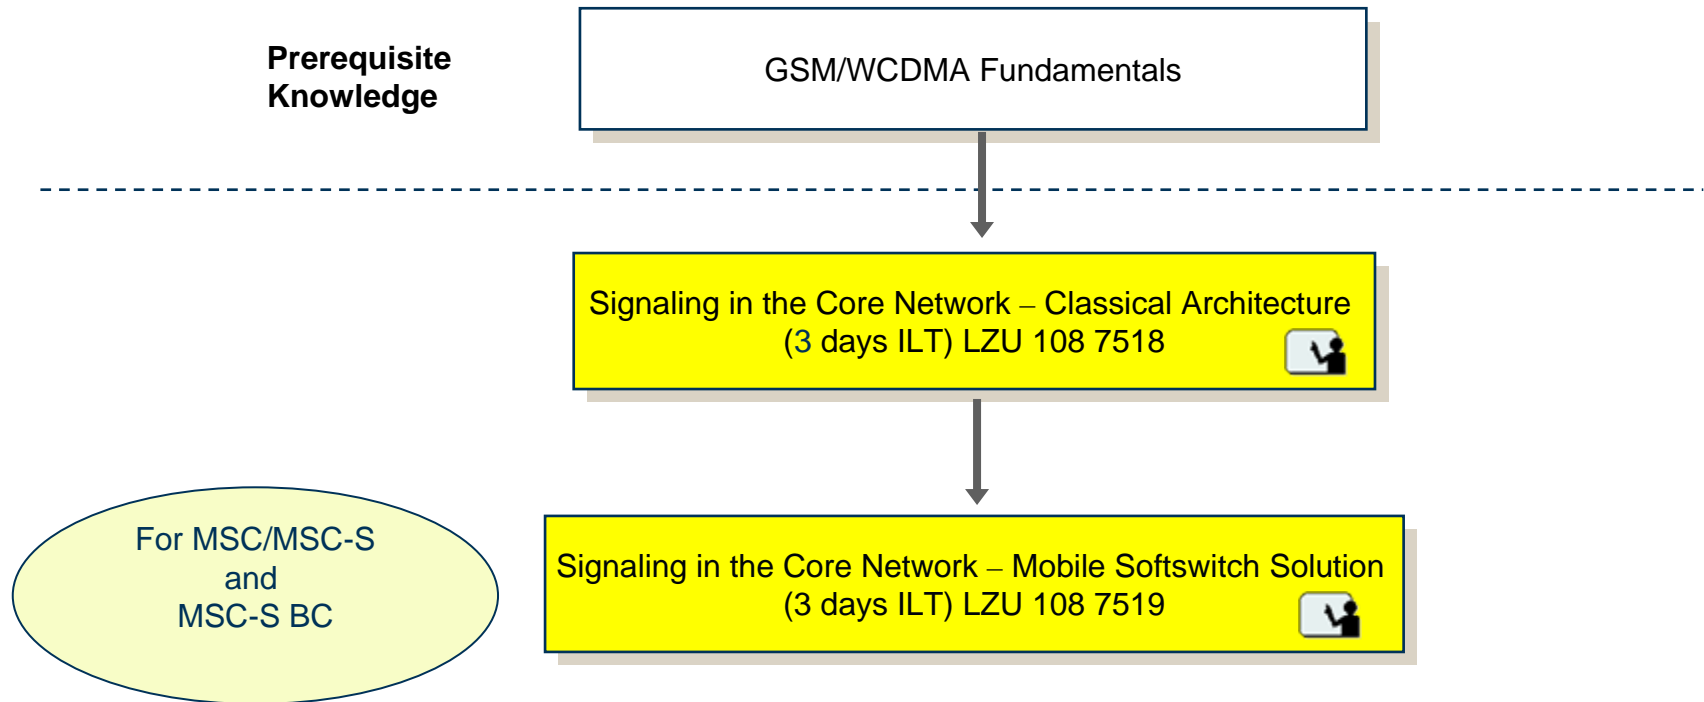 Prerequisite
Knowledge
GSM/WCDMA Fundamentals
Signaling in the Core Network – Classical Architecture
(3 days ILT) LZU 108 7518
For MSC/MSC-S
and
MSC-S BC
Signaling in the Core Network – Mobile Softswitch Solution
(3 days ILT) LZU 108 7519